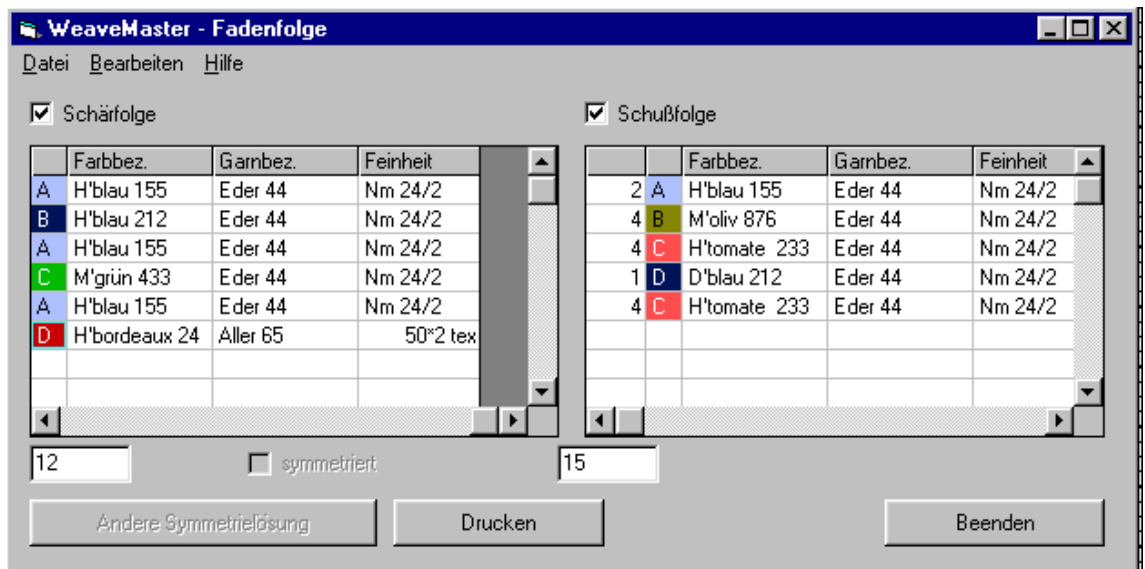 WeaveMaster - Fadenfolge
Datei Bearbeiten Hilfe
Schärfolge
Farbbez. Garnbez. Feinheit
A H'blau 155 Eder 44 Nm 24/2
B H'blau 212 Eder 44 Nm 24/2
A H'blau 155 Eder 44 Nm 24/2
C M'grün 433 Eder 44 Nm 24/2
A H'blau 155 Eder 44 Nm 24/2
D H'bordeaux 24 Aller 65 50*2 tex
12 symmetriert
Schußfolge
Farbbez. Garnbez. Feinheit
2 A H'blau 155 Eder 44 Nm 24/2
4 B M'oliv 876 Eder 44 Nm 24/2
4 C H'tomate 233 Eder 44 Nm 24/2
1 D D'blau 212 Eder 44 Nm 24/2
4 C H'tomate 233 Eder 44 Nm 24/2
15
Andere Symmetrielösung Drucken Beenden